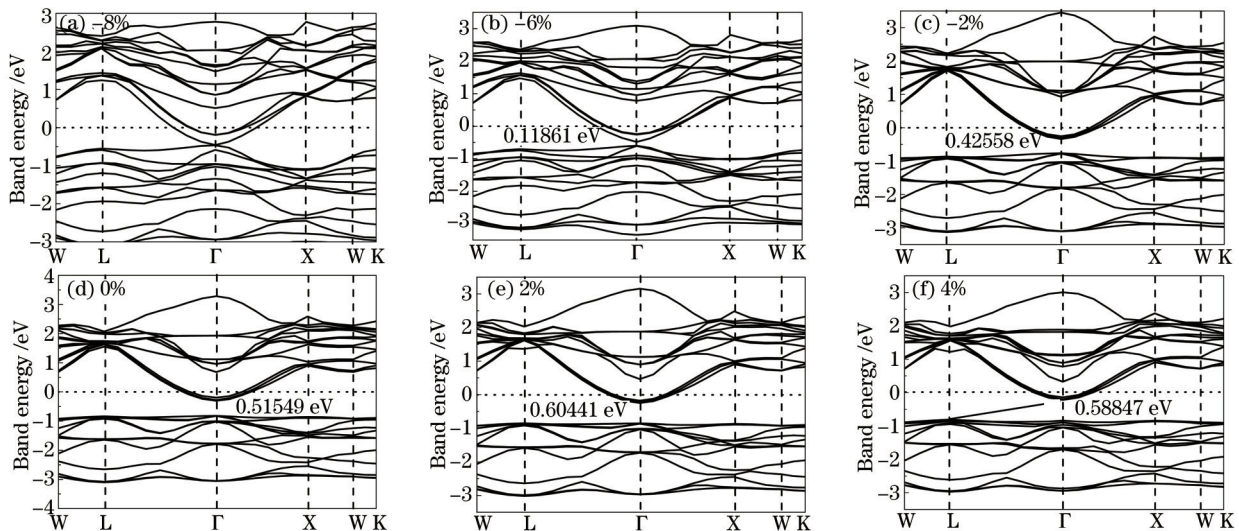 (a) −8%
Band energy /eV
3
2
1
0
−1
−2
−3
W L Γ X W K
(b) −6%
Band energy /eV
3
2
1
0
−1
−2
−3
0.11861 eV
W L Γ X W K
(c) −2%
Band energy /eV
3
2
1
0
−1
−2
−3
0.42558 eV
W L Γ X W K
(d) 0%
Band energy /eV
4
3
2
1
0
−1
−2
−3
−4
0.51549 eV
W L Γ X W K
(e) 2%
Band energy /eV
3
2
1
0
−1
−2
−3
0.60441 eV
W L Γ X W K
(f) 4%
Band energy /eV
3
2
1
0
−1
−2
−3
0.58847 eV
W L Γ X W K